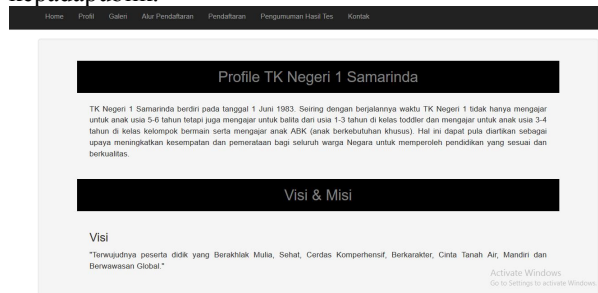 kepadapublik.
Home Profil Galeri Alur Pendaftaran Pendaftaran Pengumuman Hasil Tes Kontak
Profile TK Negeri 1 Samarinda
TK Negeri 1 Samarinda berdiri pada tanggal 1 Juni 1983. Seiring dengan berjalannya waktu TK Negeri 1 tidak hanya mengajar
untuk anak usia 5-6 tahun tetapi juga mengajar untuk balita dari usia 1-3 tahun di kelas toddler dan mengajar untuk anak usia 3-4
tahun di kelas kelompok bermain serta mengajar anak ABK (anak berkebutuhan khusus). Hal ini dapat pula diartikan sebagai
upaya meningkatkan kesempatan dan pemerataan bagi seluruh warga Negara untuk memperoleh pendidikan yang sesuai dan
berkualitas.
Visi & Misi
Visi
"Terwujudnya peserta didik yang Berakhlak Mulia, Sehat, Cerdas Komperhensif, Berkarakter, Cinta Tanah Air, Mandiri dan
Berwawasan Global."
Activate Windows
Go to Settings to activate Windows.